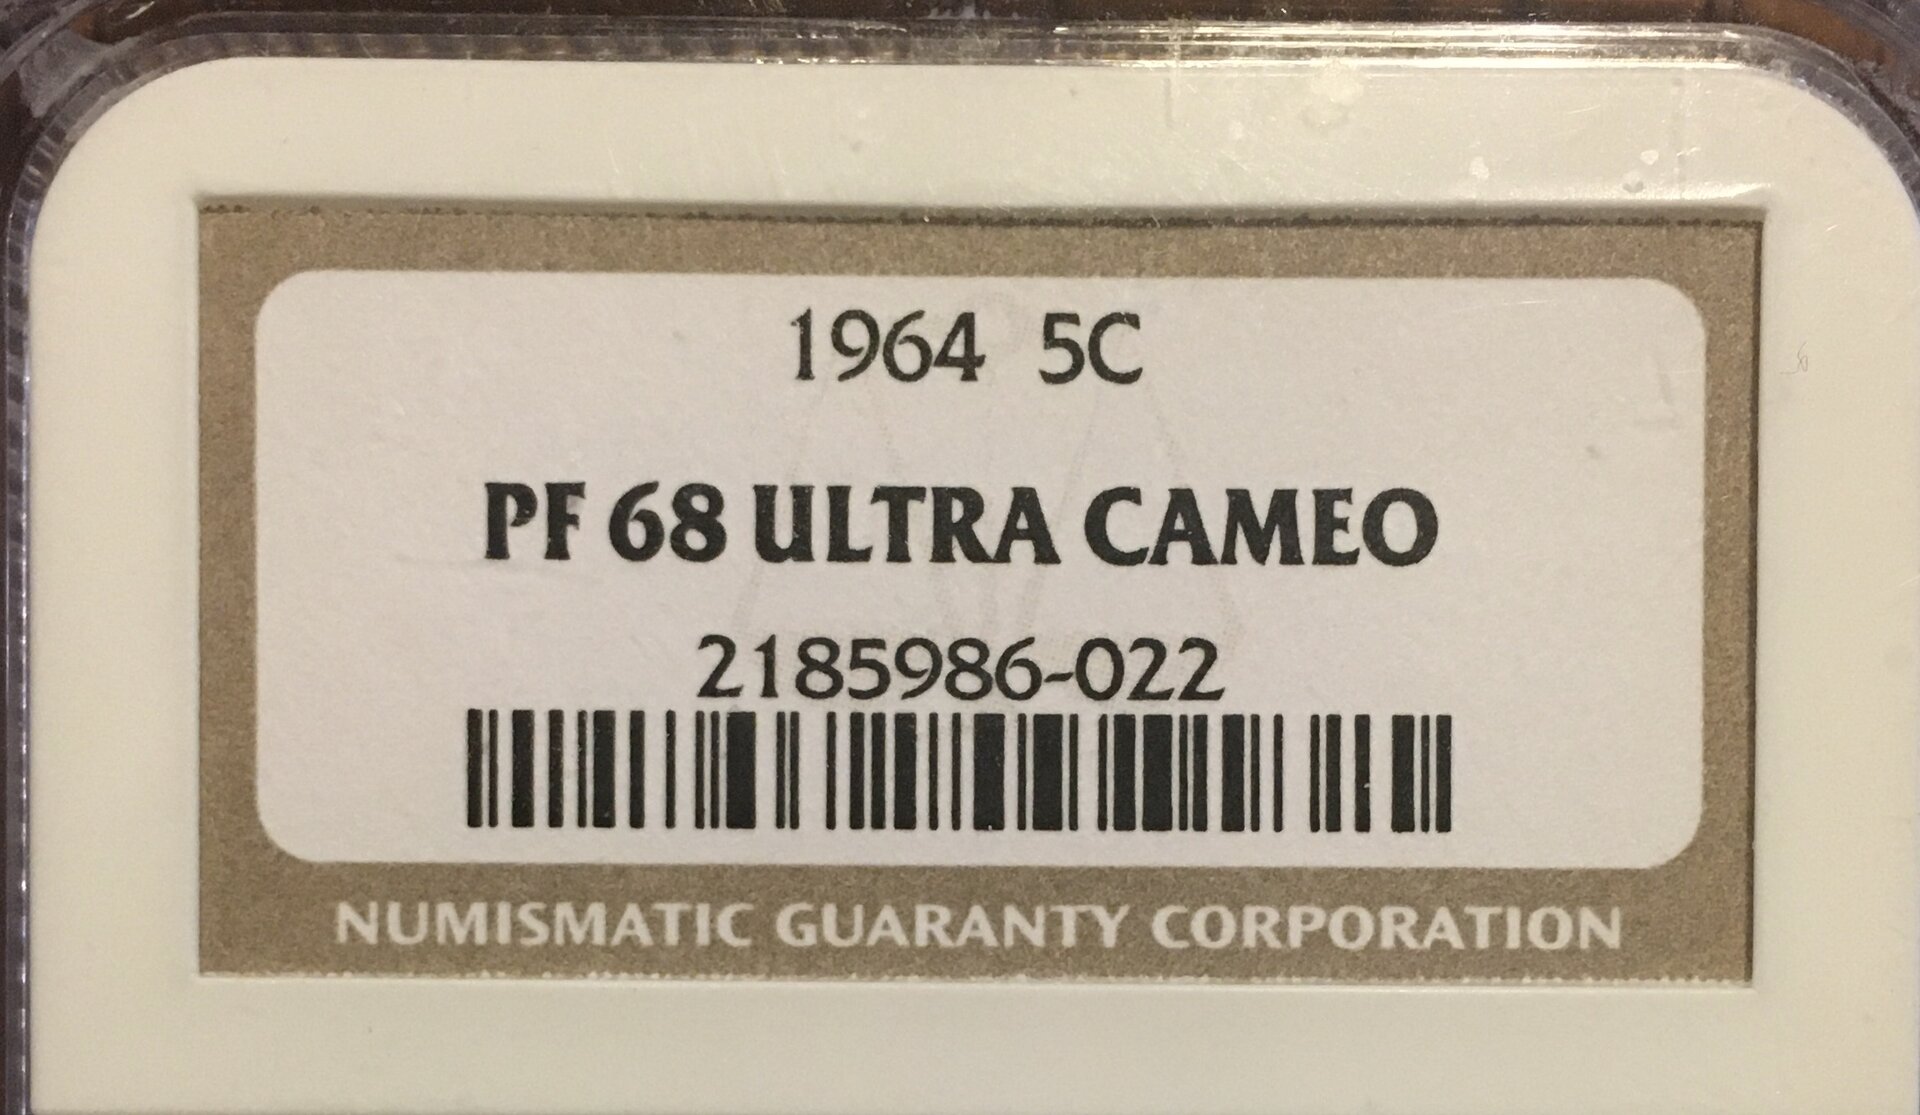 1964 5C
PF 68 ULTRA CAMEO
2185986-022
NUMISMATIC GUARANTY CORPORATION